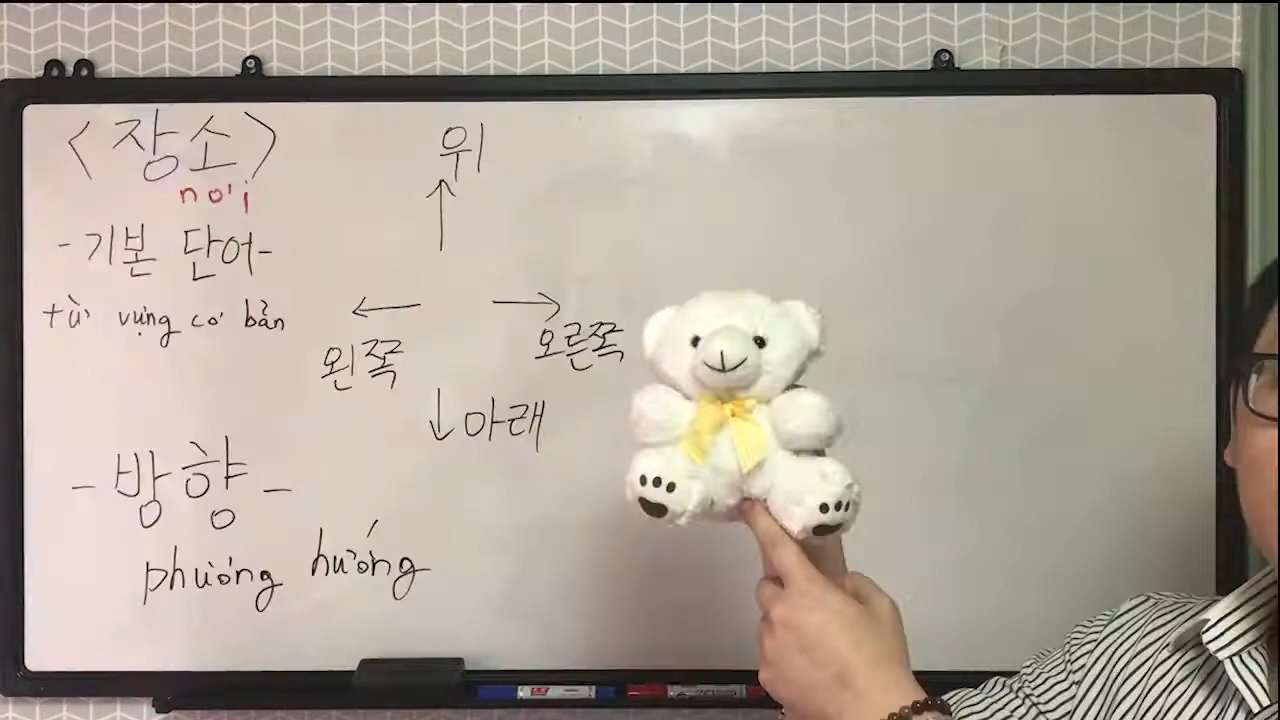 <장소>
nơi
-기본 단어-
từ vựng cơ bản
-방향-
phướng hướng
위
↑
← →
왼쪽 오른쪽
↓아래